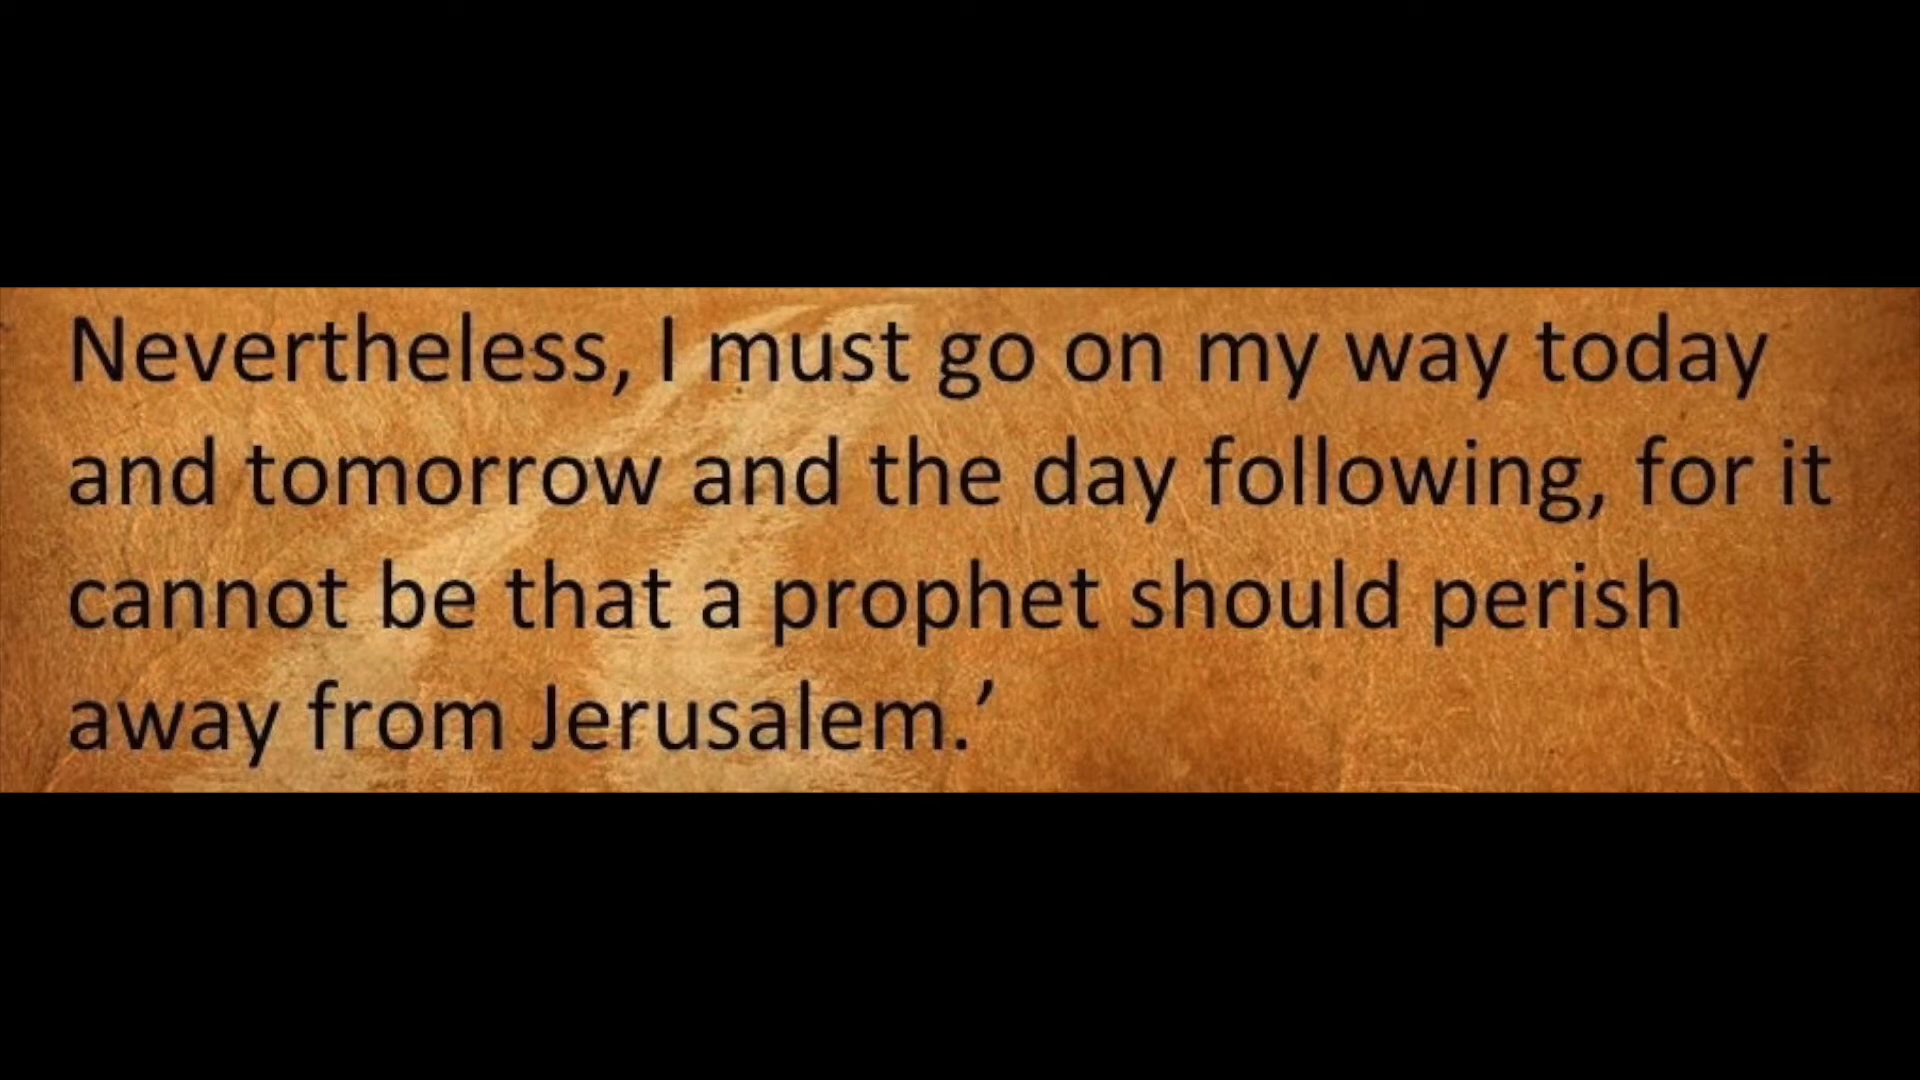 Nevertheless, I must go on my way today
and tomorrow and the day following, for it
cannot be that a prophet should perish
away from Jerusalem.’